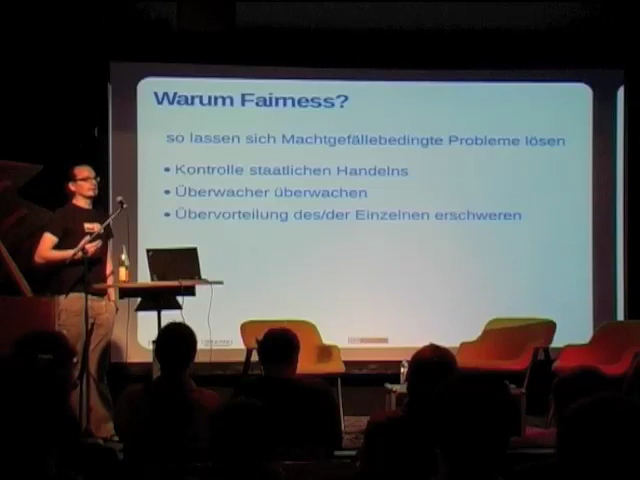 Warum Fairness?
so lassen sich Machtgefällebedingte Probleme lösen
• Kontrolle staatlichen Handelns
• Überwacher überwachen
• Übervorteilung des/der Einzelnen erschweren